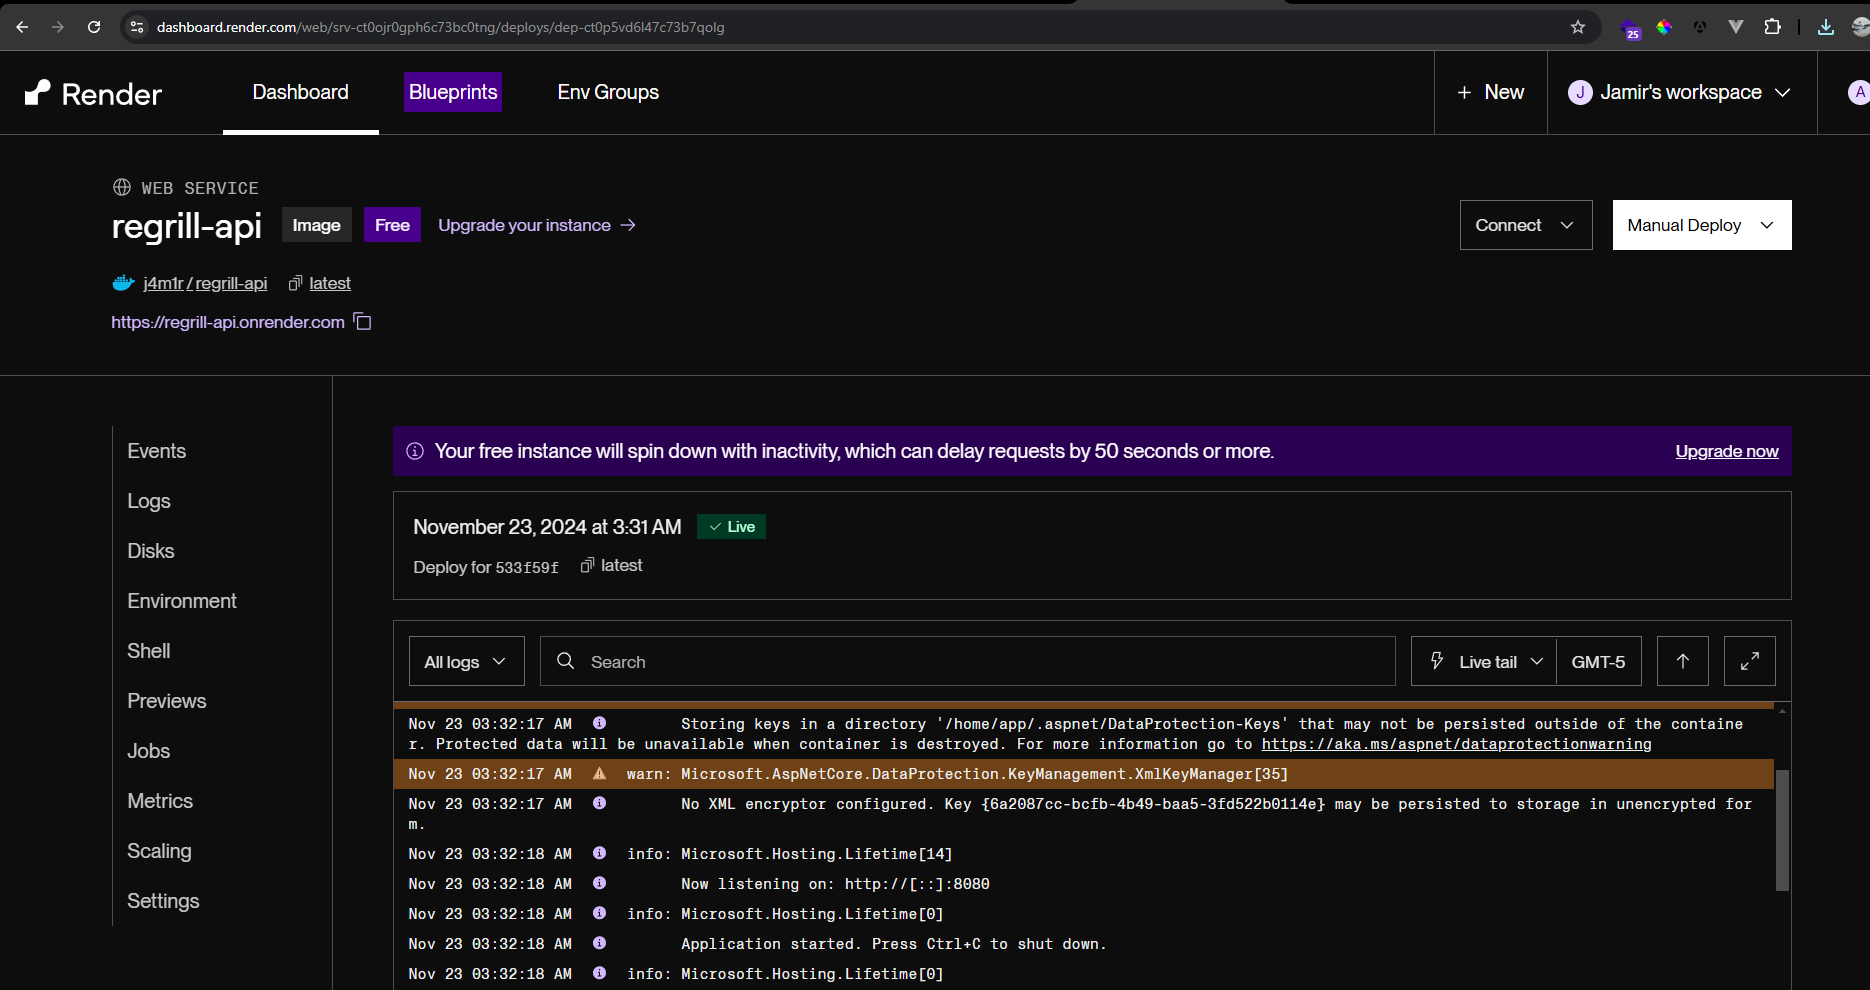 dashboard.render.com/web/srv-ct0ojr0gph6c73bc0tng/deploys/dep-ct0p5vd6l47c73b7qolg
25
Render
Dashboard
Blueprints
Env Groups
+ New
J
Jamir's workspace
A
WEB SERVICE
regrill-api
Image
Free
Upgrade your instance →
Connect
Manual Deploy
j4m1r / regrill-api
latest
https://regrill-api.onrender.com
Events
Logs
Disks
Environment
Shell
Previews
Jobs
Metrics
Scaling
Settings
Your free instance will spin down with inactivity, which can delay requests by 50 seconds or more.
Upgrade now
November 23, 2024 at 3:31 AM
Live
Deploy for 533f59f
latest
All logs
Search
Live tail
GMT-5
Nov 23 03:32:17 AM Storing keys in a directory '/home/app/.aspnet/DataProtection-Keys' that may not be persisted outside of the containe
r. Protected data will be unavailable when container is destroyed. For more information go to https://aka.ms/aspnet/dataprotectionwarning
Nov 23 03:32:17 AM warn: Microsoft.AspNetCore.DataProtection.KeyManagement.XmlKeyManager[35]
Nov 23 03:32:17 AM No XML encryptor configured. Key {6a2087cc-bcfb-4b49-baa5-3fd522b0114e} may be persisted to storage in unencrypted for
m.
Nov 23 03:32:18 AM info: Microsoft.Hosting.Lifetime[14]
Nov 23 03:32:18 AM Now listening on: http://[::]:8080
Nov 23 03:32:18 AM info: Microsoft.Hosting.Lifetime[0]
Nov 23 03:32:18 AM Application started. Press Ctrl+C to shut down.
Nov 23 03:32:18 AM info: Microsoft.Hosting.Lifetime[0]